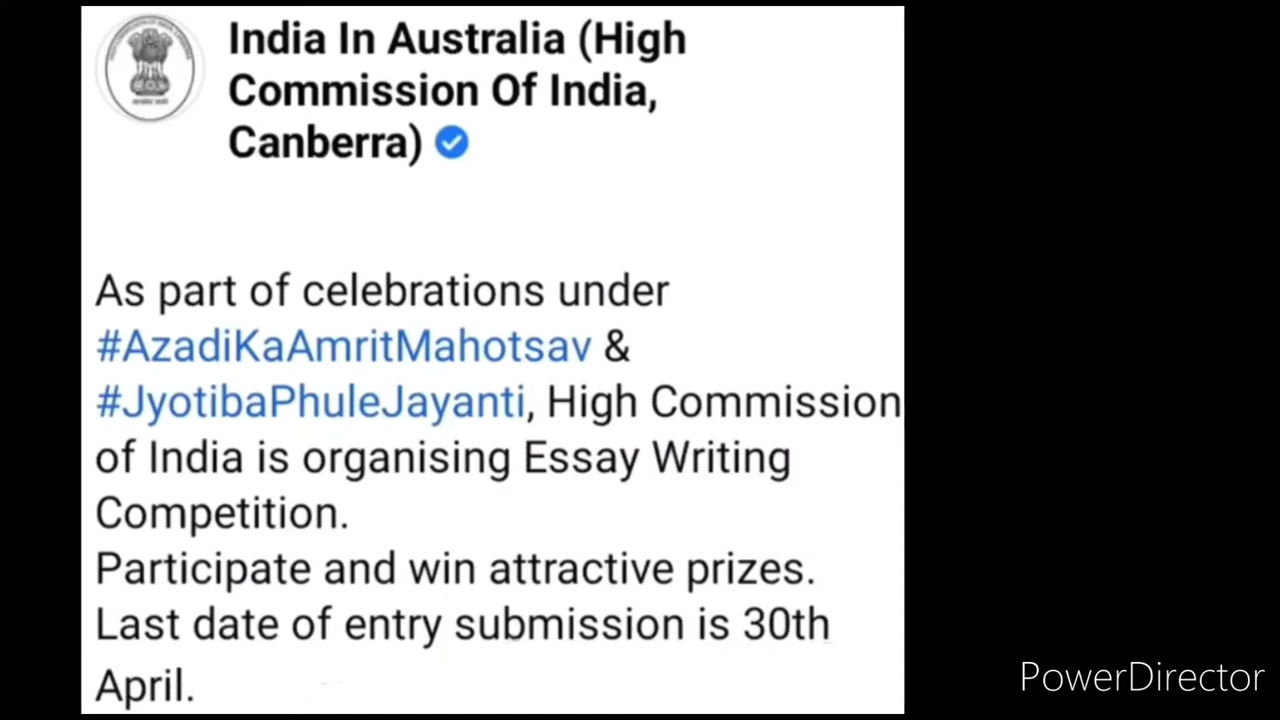 India In Australia (High
Commission Of India,
Canberra)
As part of celebrations under
#AzadiKaAmritMahotsav &
#JyotibaPhuleJayanti, High Commission
of India is organising Essay Writing
Competition.
Participate and win attractive prizes.
Last date of entry submission is 30th
April.
PowerDirector